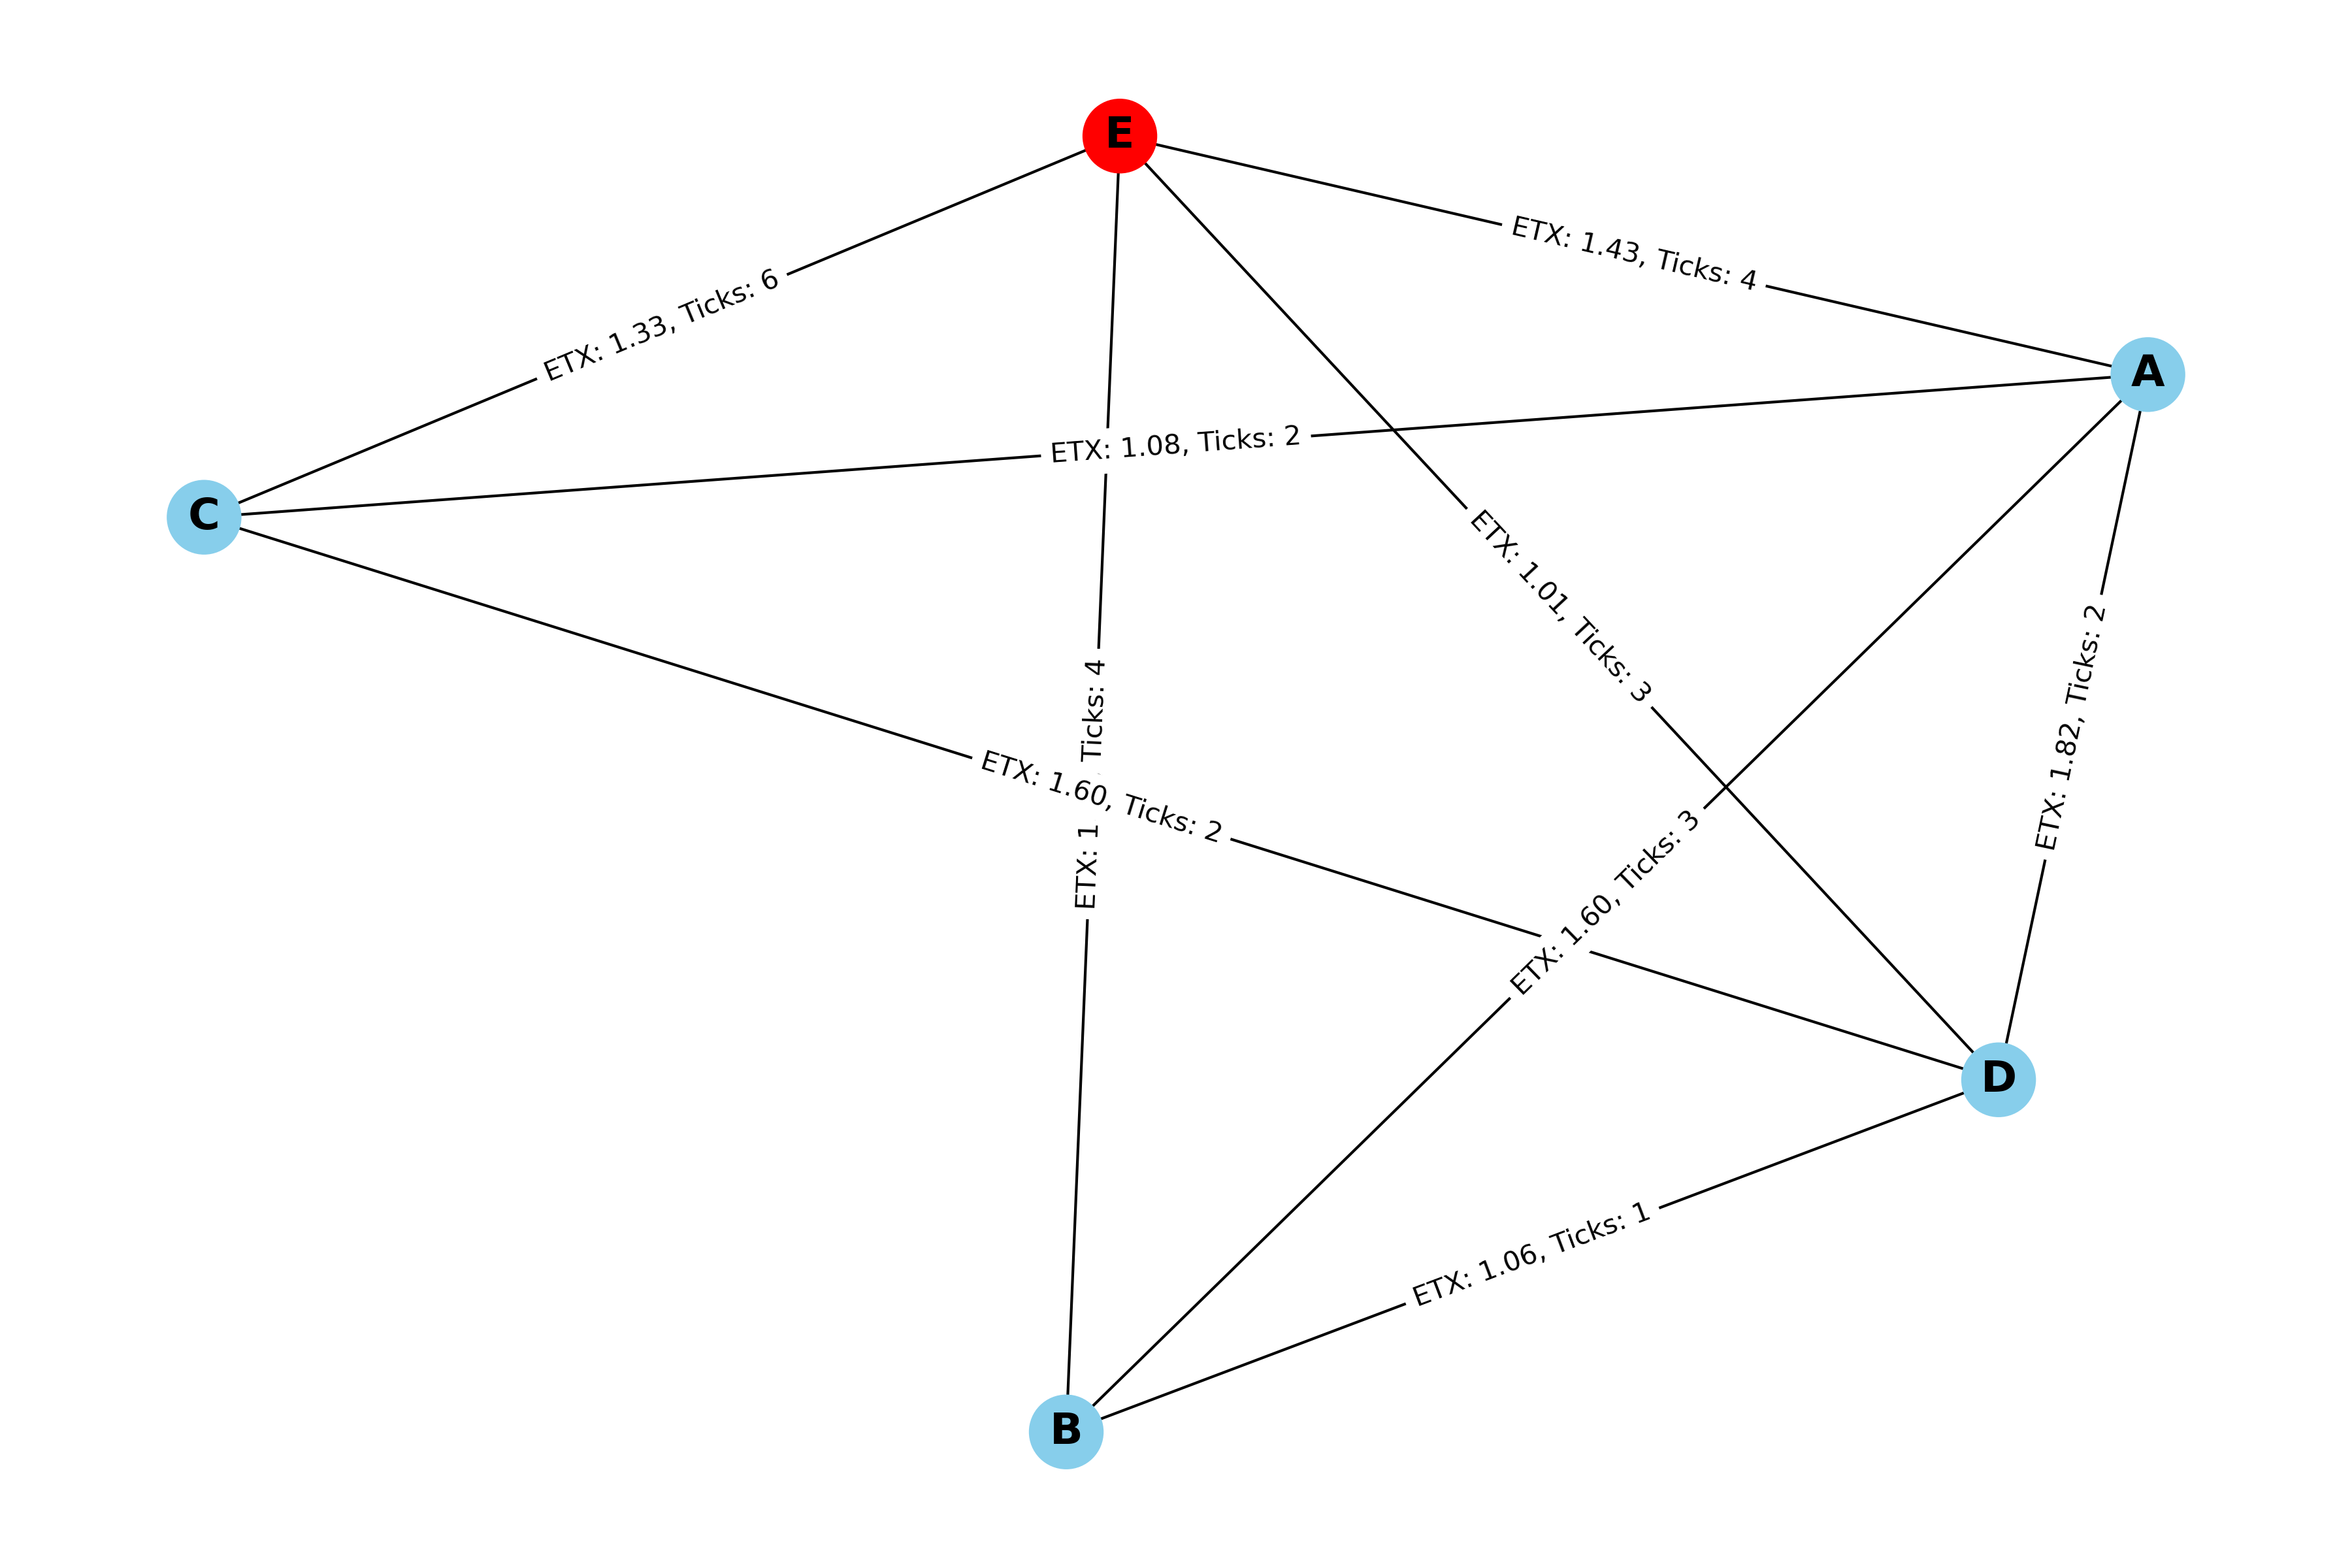 E
ETX: 1.43, Ticks: 4
ETX: 1.33, Ticks: 6
A
ETX: 1.08, Ticks: 2
C
ETX: 1.01, Ticks: 3
ETX: 1.82, Ticks: 2
ETX: 1 Ticks: 4
ETX: 1.60, Ticks: 2
ETX: 1.60, Ticks: 3
D
ETX: 1.06, Ticks: 1
B